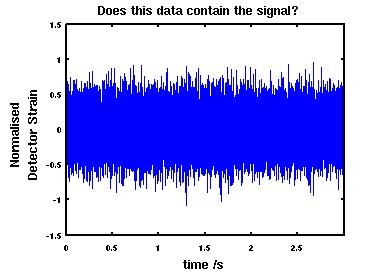 Does this data contain the signal?
1.5
1
0.5
0
-0.5
-1
-1.5
Normalised
Detector Strain
0 0.5 1 1.5 2 2.5
time /s